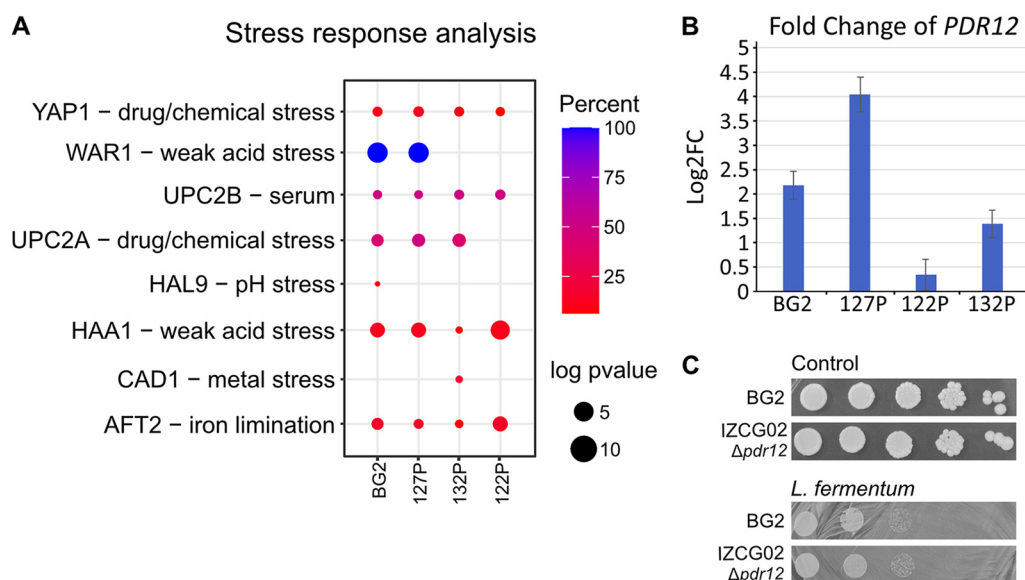 A
Stress response analysis
YAP1 − drug/chemical stress
WAR1 − weak acid stress
UPC2B − serum
UPC2A − drug/chemical stress
HAL9 − pH stress
HAA1 − weak acid stress
CAD1 − metal stress
AFT2 − iron limination
BG2
127P
132P
122P
Percent
100
75
50
25
log pvalue
5
10
B
Fold Change of PDR12
Log2FC
5
4.5
4
3.5
3
2.5
2
1.5
1
0.5
0
BG2 127P 122P 132P
C
Control
BG2
IZCG02
Δpdr12
L. fermentum
BG2
IZCG02
Δpdr12